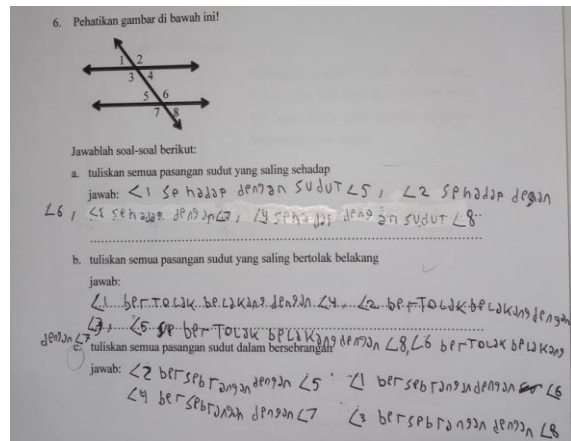 6. Pehatikan gambar di bawah ini!
1 2
3 4
5 6
7 8
Jawablah soal-soal berikut:
a. tuliskan semua pasangan sudut yang saling sehadap
jawab: ∠1 sehadap dengan sudut ∠5, ∠2 sehadap degan
∠6, ∠3 sehadap dengan ∠7, ∠4 sehadap dengan sudut ∠8
b. tuliskan semua pasangan sudut yang saling bertolak belakang
jawab:
∠1 bertolak belakang dengan ∠4, ∠2 bertolak belakang dengan
∠3, ∠5 bertolak belakang dengan ∠8, ∠6 bertolak belakang
dengan ∠7
c. tuliskan semua pasangan sudut dalam bersebrangan
jawab: ∠2 bersebrangan dengan ∠5 ∠1 bersebrangan dengan ∠6
∠4 bersebrangan dengan ∠7 ∠3 bersebrangan dengan ∠8